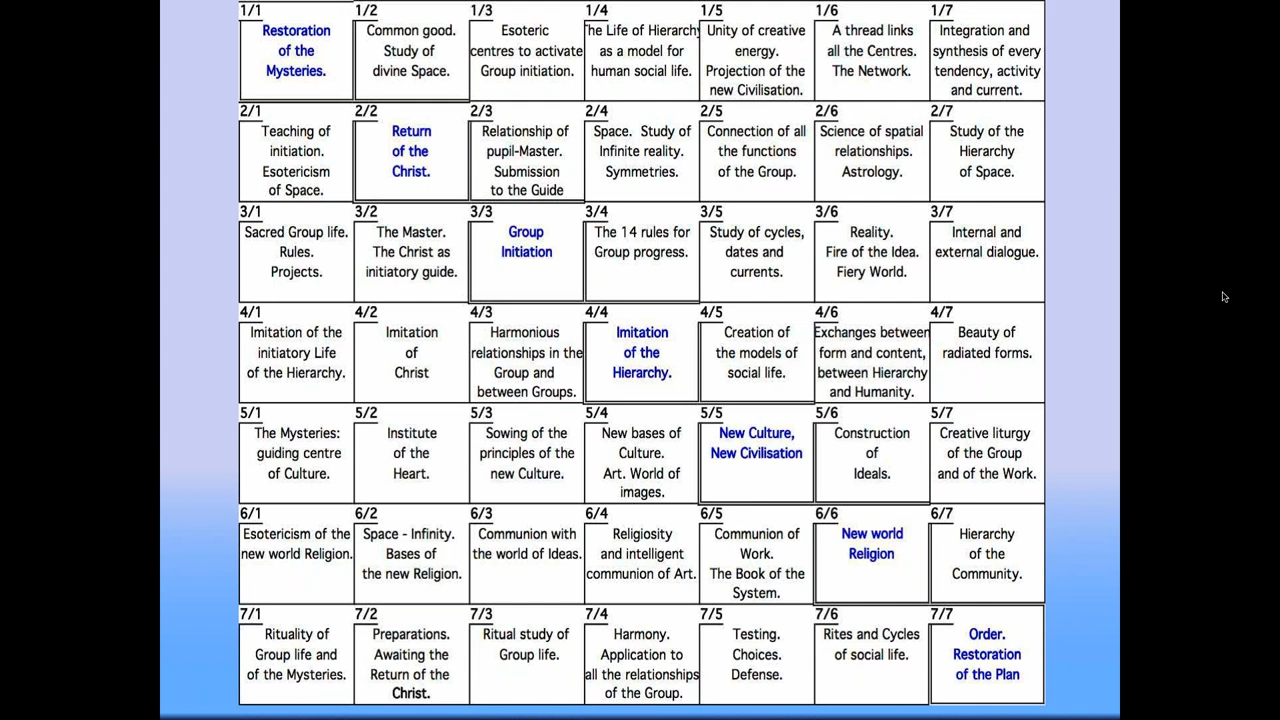 1/1
Restoration
of the
Mysteries.
1/2
Common good.
Study of
divine Space.
1/3
Esoteric
centres to activate
Group initiation.
1/4
The Life of Hierarchy
as a model for
human social life.
1/5
Unity of creative
energy.
Projection of the
new Civilisation.
1/6
A thread links
all the Centres.
The Network.
1/7
Integration and
synthesis of every
tendency, activity
and current.
2/1
Teaching of
initiation.
Esotericism
of Space.
2/2
Return
of the
Christ.
2/3
Relationship of
pupil-Master.
Submission
to the Guide
2/4
Space. Study of
Infinite reality.
Symmetries.
2/5
Connection of all
the functions
of the Group.
2/6
Science of spatial
relationships.
Astrology.
2/7
Study of the
Hierarchy
of Space.
3/1
Sacred Group life.
Rules.
Projects.
3/2
The Master.
The Christ as
initiatory guide.
3/3
Group
Initiation
3/4
The 14 rules for
Group progress.
3/5
Study of cycles,
dates and
currents.
3/6
Reality.
Fire of the Idea.
Fiery World.
3/7
Internal and
external dialogue.
4/1
Imitation of the
initiatory Life
of the Hierarchy.
4/2
Imitation
of
Christ
4/3
Harmonious
relationships in the
Group and
between Groups.
4/4
Imitation
of the
Hierarchy.
4/5
Creation of
the models of
social life.
4/6
Exchanges between
form and content,
between Hierarchy
and Humanity.
4/7
Beauty of
radiated forms.
5/1
The Mysteries:
guiding centre
of Culture.
5/2
Institute
of the
Heart.
5/3
Sowing of the
principles of the
new Culture.
5/4
New bases of
Culture.
Art. World of
images.
5/5
New Culture,
New Civilisation
5/6
Construction
of
Ideals.
5/7
Creative liturgy
of the Group
and of the Work.
6/1
Esotericism of the
new world Religion.
6/2
Space - Infinity.
Bases of
the new Religion.
6/3
Communion with
the world of Ideas.
6/4
Religiosity
and intelligent
communion of Art.
6/5
Communion of
Work.
The Book of the
System.
6/6
New world
Religion
6/7
Hierarchy
of the
Community.
7/1
Rituality of
Group life and
of the Mysteries.
7/2
Preparations.
Awaiting the
Return of the
Christ.
7/3
Ritual study of
Group life.
7/4
Harmony.
Application to
all the relationships
of the Group.
7/5
Testing.
Choices.
Defense.
7/6
Rites and Cycles
of social life.
7/7
Order.
Restoration
of the Plan